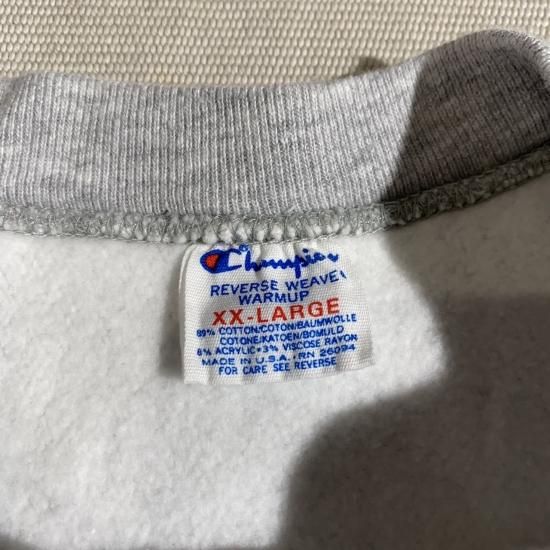 Champion
REVERSE WEAVE
WARMUP
XX-LARGE
89% COTTON/COTON/BAUMWOLLE
COTONE/KATOEN/BOMULD
8% ACRYLIC•3% VISCOSE RAYON
MADE IN U.S.A.•RN 26094
FOR CARE SEE REVERSE